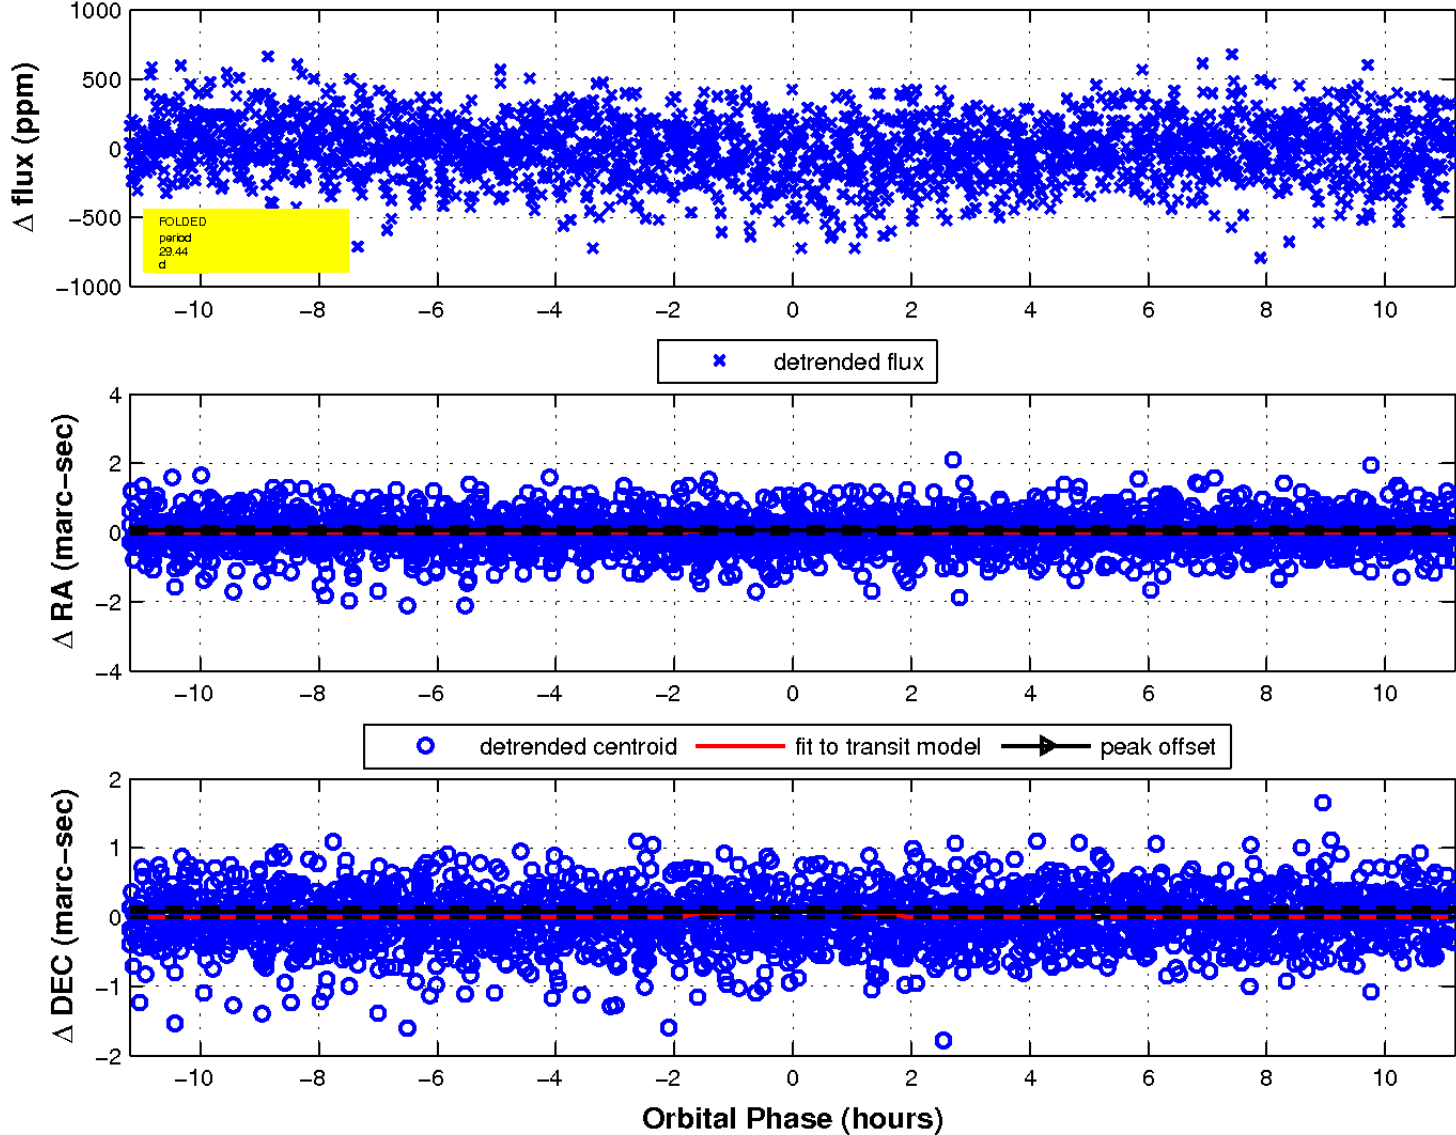 1000
500
0
−500
−1000
Δ flux (ppm)
FOLDED
period
29.44
d
−10 −8 −6 −4 −2 0 2 4 6 8 10
detrended flux
4
2
0
−2
−4
Δ RA (marc−sec)
−10 −8 −6 −4 −2 0 2 4 6 8 10
detrended centroid fit to transit model peak offset
2
1
0
−1
−2
Δ DEC (marc−sec)
−10 −8 −6 −4 −2 0 2 4 6 8 10
Orbital Phase (hours)